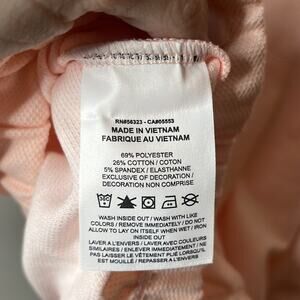 RN#56323 - CA#05553
MADE IN VIETNAM
FABRIQUE AU VIETNAM
69% POLYESTER
26% COTTON / COTON
5% SPANDEX / ELASTHANNE
EXCLUSIVE OF DECORATION /
DECORATION NON COMPRISE
WASH INSIDE OUT / WASH WITH LIKE
COLORS / REMOVE IMMEDIATELY / DO NOT
ALLOW TO LAY ON ITSELF WHEN WET / IRON
INSIDE OUT
LAVER A L'ENVERS / LAVER AVEC COULEURS
SIMILAIRES / ENLEVER IMMEDIATEMENT / NE
PAS LAISSER LE VETEMENT PLIE LORSQU'IL
EST MOUILLE / REPASSER A L'ENVERS